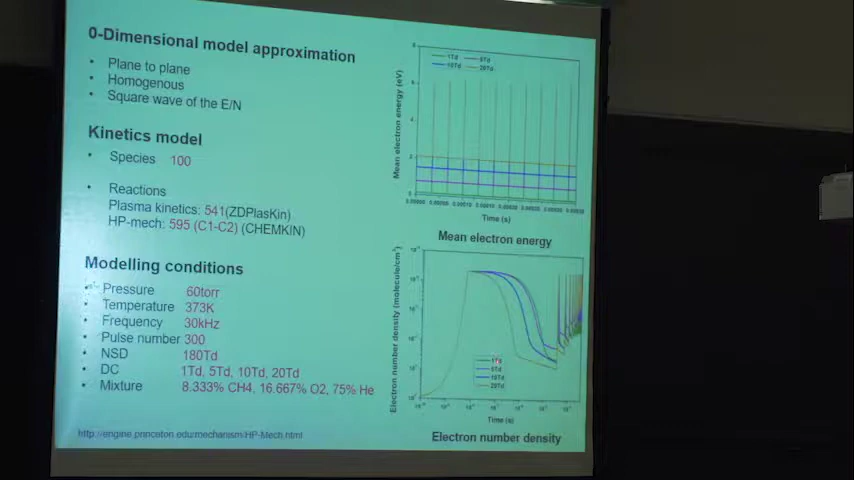 0-Dimensional model approximation
• Plane to plane
• Homogenous
• Square wave of the E/N
Kinetics model
• Species 100
• Reactions
Plasma kinetics: 541(ZDPlasKin)
HP-mech: 595 (C1-C2) (CHEMKIN)
Modelling conditions
• Pressure 60torr
• Temperature 373K
• Frequency 30kHz
• Pulse number 300
• NSD 180Td
• DC 1Td, 5Td, 10Td, 20Td
• Mixture 8.333% CH4, 16.667% O2, 75% He
http://engine.princeton.edu/mechanism/HP-Mech.html
Mean electron energy (eV)
1Td 5Td
10Td 20Td
Time (s)
Mean electron energy
Electron number density (molecule/cm³)
1Td
5Td
10Td
20Td
Time (s)
Electron number density